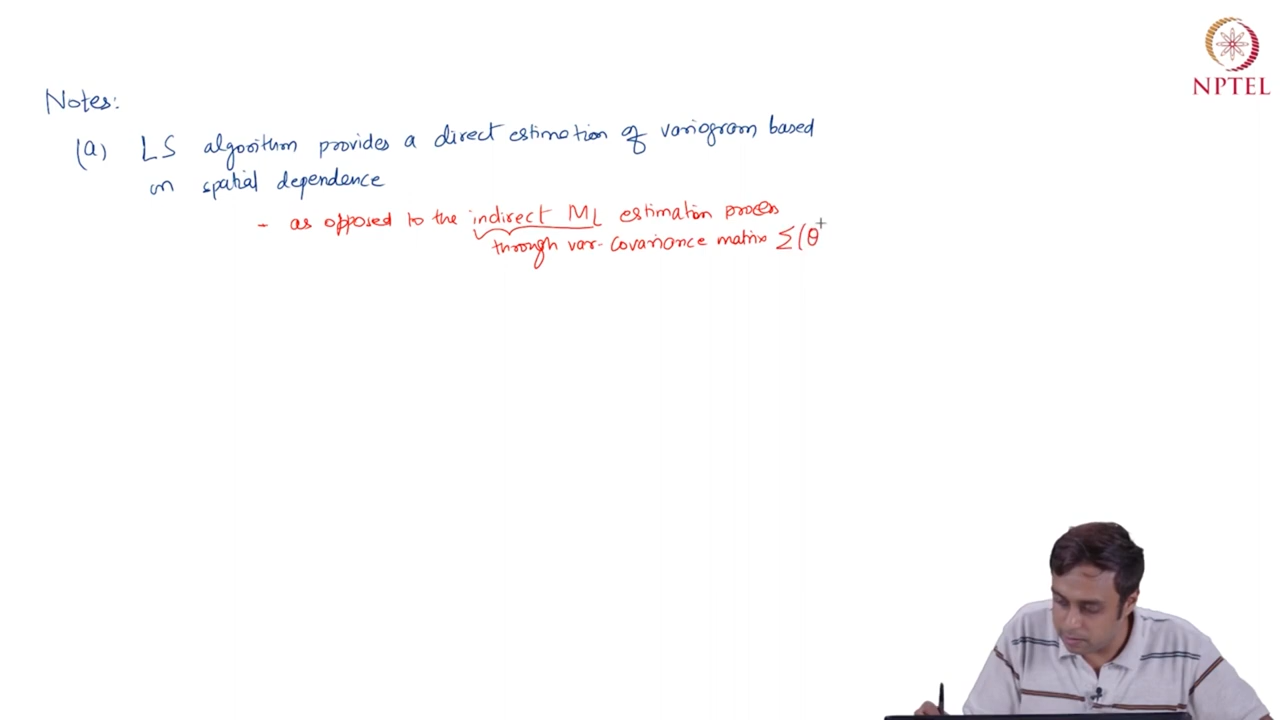 NPTEL
Notes:
(a) LS algorithm provides a direct estimation of variogram based
on spatial dependence
- as opposed to the indirect ML estimation process
through var-covariance matrix Σ(θ